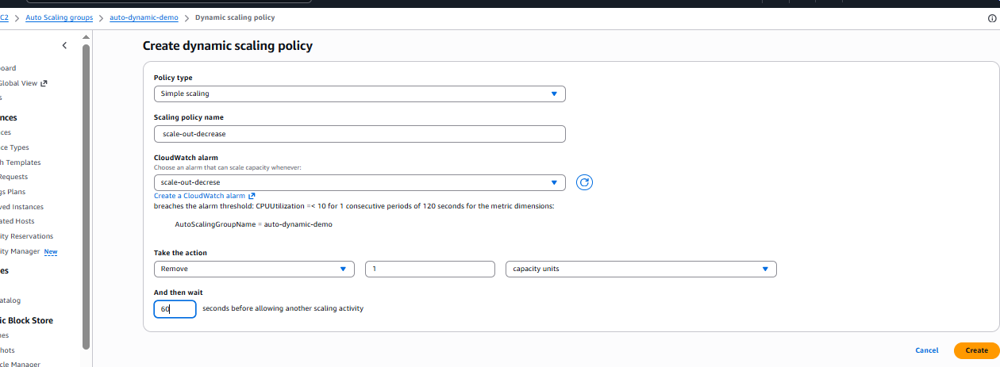 C2 > Auto Scaling groups > auto-dynamic-demo > Dynamic scaling policy
oard
Global View
s
nces
ces
ce Types
h Templates
Requests
gs Plans
ved Instances
ated Hosts
ity Reservations
ity Manager New
es
atalog
ic Block Store
nes
hots
cle Manager
Create dynamic scaling policy
Policy type
Simple scaling
Scaling policy name
scale-out-decrease
CloudWatch alarm
Choose an alarm that can scale capacity whenever:
scale-out-decrese
Create a CloudWatch alarm
breaches the alarm threshold: CPUUtilization =< 10 for 1 consecutive periods of 120 seconds for the metric dimensions:
AutoScalingGroupName = auto-dynamic-demo
Take the action
Remove 1 capacity units
And then wait
60 seconds before allowing another scaling activity
Cancel Create